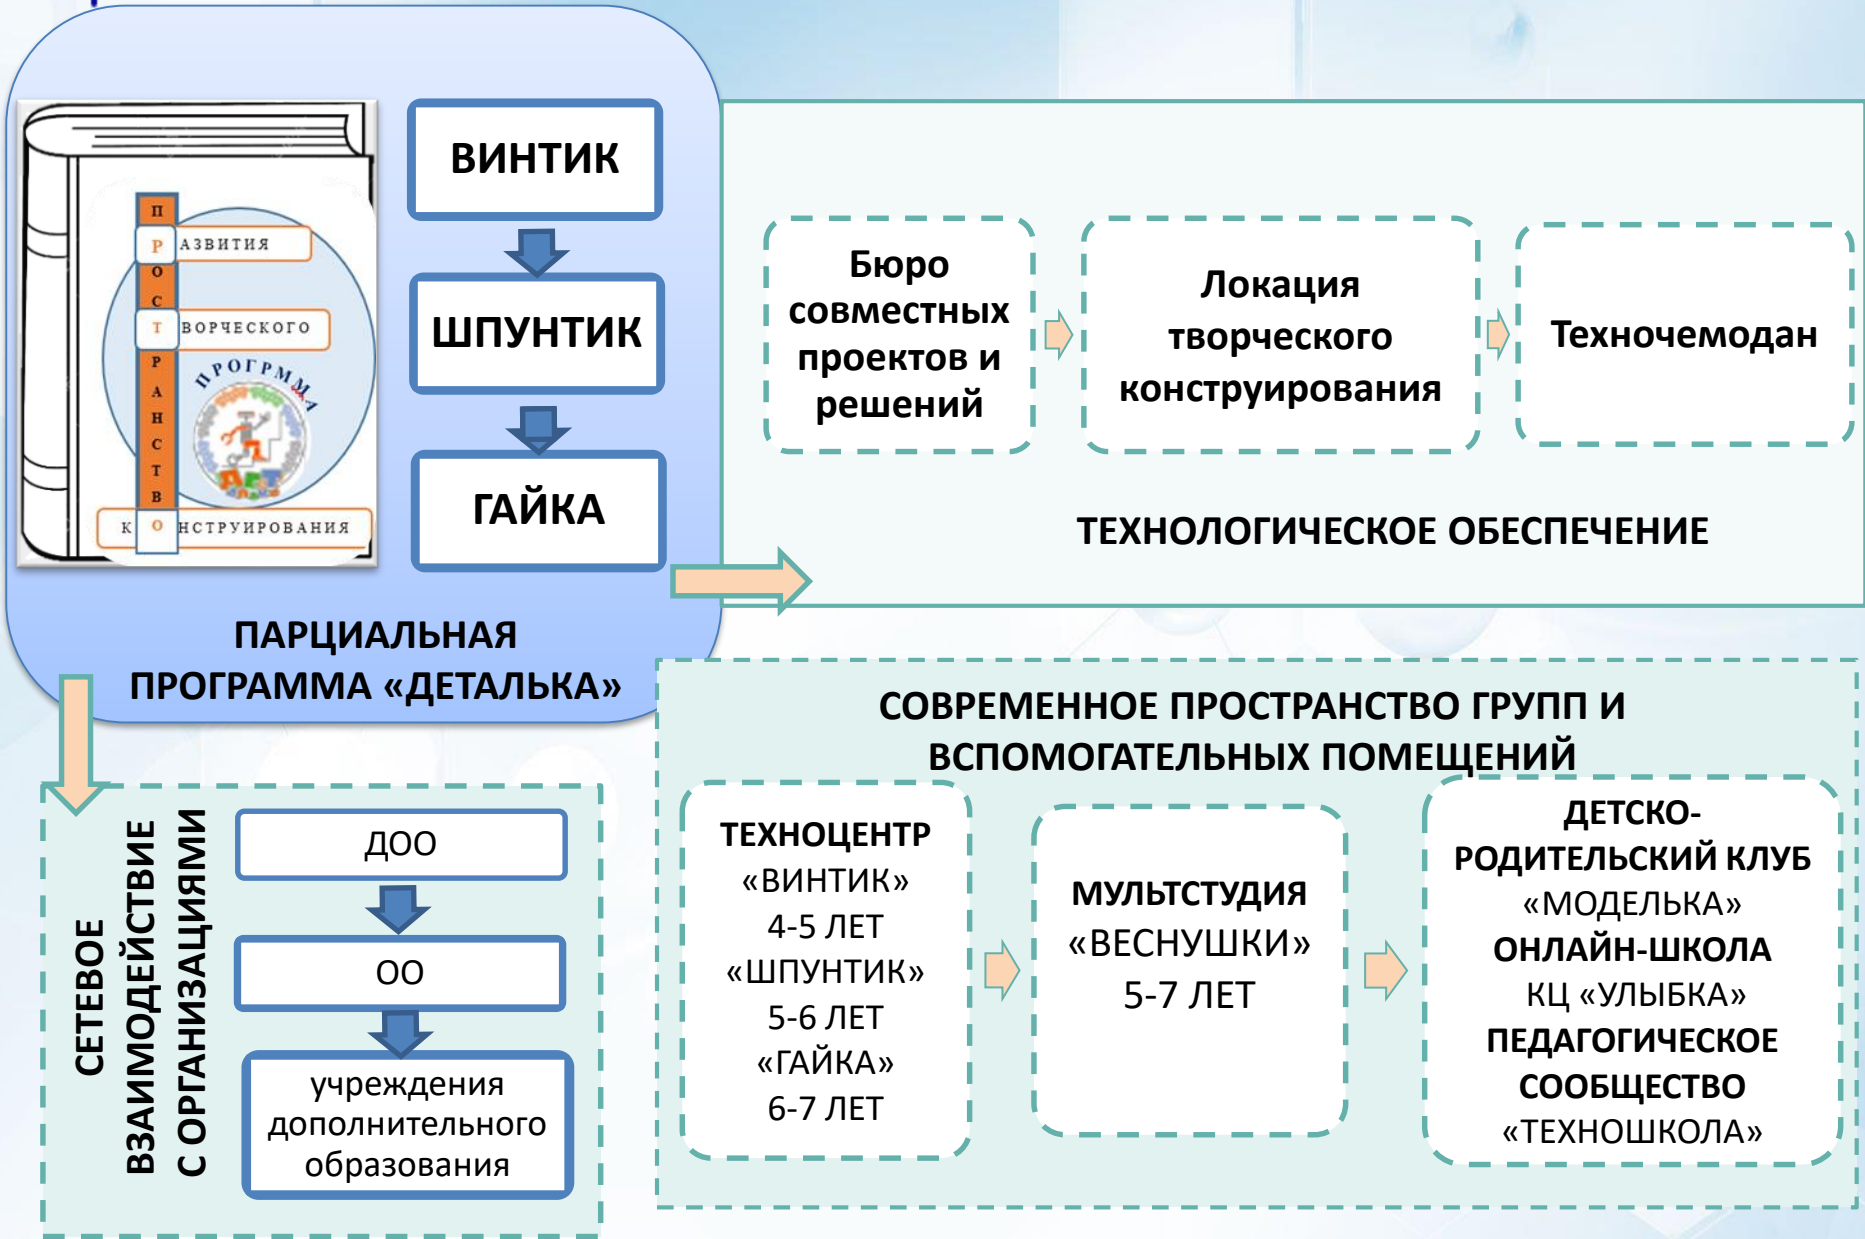 ПРОСТРАНСТВО
РАЗВИТИЯ
ТВОРЧЕСКОГО
ПРОГРММА
КОНСТРУИРОВАНИЯ
ВИНТИК
ШПУНТИК
ГАЙКА
ПАРЦИАЛЬНАЯ
ПРОГРАММА «ДЕТАЛЬКА»
Бюро
совместных
проектов и
решений
Локация
творческого
конструирования
Техночемодан
ТЕХНОЛОГИЧЕСКОЕ ОБЕСПЕЧЕНИЕ
СЕТЕВОЕ
ВЗАИМОДЕЙСТВИЕ
С ОРГАНИЗАЦИЯМИ
ДОО
ОО
учреждения
дополнительного
образования
СОВРЕМЕННОЕ ПРОСТРАНСТВО ГРУПП И
ВСПОМОГАТЕЛЬНЫХ ПОМЕЩЕНИЙ
ТЕХНОЦЕНТР
«ВИНТИК»
4-5 ЛЕТ
«ШПУНТИК»
5-6 ЛЕТ
«ГАЙКА»
6-7 ЛЕТ
МУЛЬТСТУДИЯ
«ВЕСНУШКИ»
5-7 ЛЕТ
ДЕТСКО-
РОДИТЕЛЬСКИЙ КЛУБ
«МОДЕЛЬКА»
ОНЛАЙН-ШКОЛА
КЦ «УЛЫБКА»
ПЕДАГОГИЧЕСКОЕ
СООБЩЕСТВО
«ТЕХНОШКОЛА»